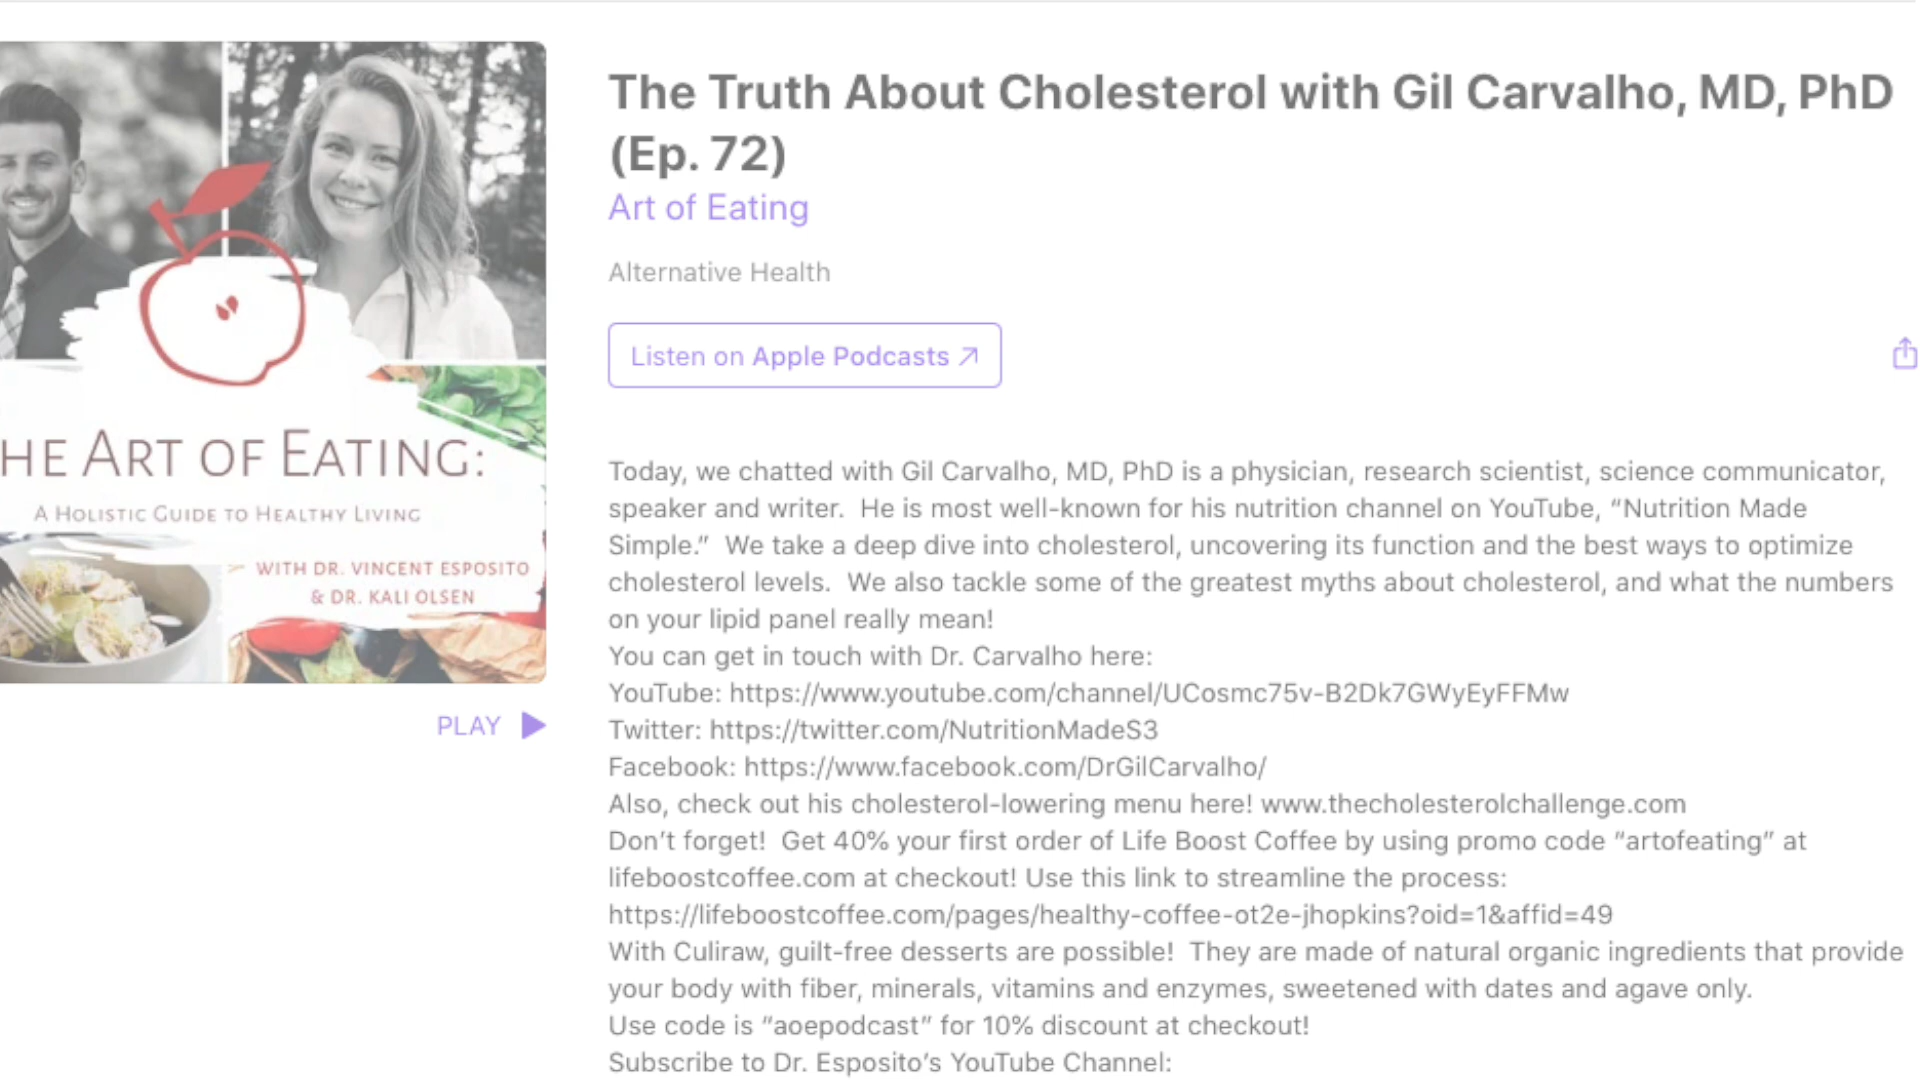 The Truth About Cholesterol with Gil Carvalho, MD, PhD
(Ep. 72)
Art of Eating
Alternative Health
Listen on Apple Podcasts
HE ART OF EATING:
A HOLISTIC GUIDE TO HEALTHY LIVING
WITH DR. VINCENT ESPOSITO
& DR. KALI OLSEN
PLAY
Today, we chatted with Gil Carvalho, MD, PhD is a physician, research scientist, science communicator,
speaker and writer.  He is most well-known for his nutrition channel on YouTube, “Nutrition Made
Simple.”  We take a deep dive into cholesterol, uncovering its function and the best ways to optimize
cholesterol levels.  We also tackle some of the greatest myths about cholesterol, and what the numbers
on your lipid panel really mean!
You can get in touch with Dr. Carvalho here:
YouTube: https://www.youtube.com/channel/UCosmc75v-B2Dk7GWyEyFFMw
Twitter: https://twitter.com/NutritionMadeS3
Facebook: https://www.facebook.com/DrGilCarvalho/
Also, check out his cholesterol-lowering menu here! www.thecholesterolchallenge.com
Don’t forget!  Get 40% your first order of Life Boost Coffee by using promo code “artofeating” at
lifeboostcoffee.com at checkout! Use this link to streamline the process:
https://lifeboostcoffee.com/pages/healthy-coffee-ot2e-jhopkins?oid=1&affid=49
With Culiraw, guilt-free desserts are possible!  They are made of natural organic ingredients that provide
your body with fiber, minerals, vitamins and enzymes, sweetened with dates and agave only.
Use code is “aoepodcast” for 10% discount at checkout!
Subscribe to Dr. Esposito’s YouTube Channel: